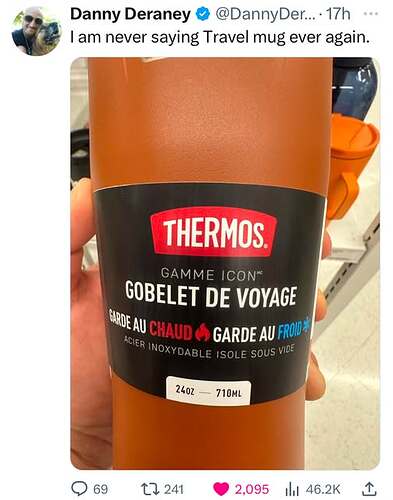 Danny Deraney @DannyDer... · 17h
I am never saying Travel mug ever again.
THERMOS®
GAMME ICONᴹᶜ
GOBELET DE VOYAGE
GARDE AU CHAUD GARDE AU FROID
ACIER INOXYDABLE ISOLE SOUS VIDE
24OZ — 710ML
69 241 2,095 46.2K